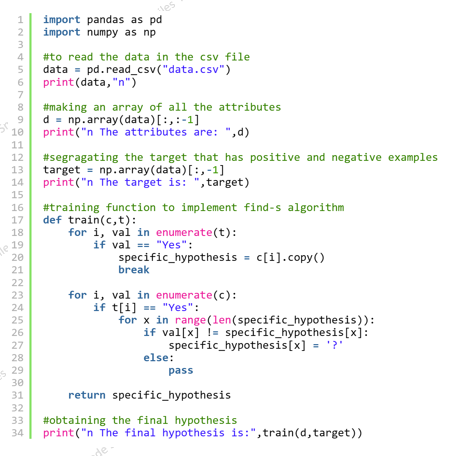 1 import pandas as pd
2 import numpy as np
3
4 #to read the data in the csv file
5 data = pd.read_csv("data.csv")
6 print(data,"n")
7
8 #making an array of all the attributes
9 d = np.array(data)[:,:-1]
10 print("n The attributes are: ",d)
11
12 #segragating the target that has positive and negative examples
13 target = np.array(data)[:,-1]
14 print("n The target is: ",target)
15
16 #training function to implement find-s algorithm
17 def train(c,t):
18     for i, val in enumerate(t):
19         if val == "Yes":
20             specific_hypothesis = c[i].copy()
21             break
22
23     for i, val in enumerate(c):
24         if t[i] == "Yes":
25             for x in range(len(specific_hypothesis)):
26                 if val[x] != specific_hypothesis[x]:
27                     specific_hypothesis[x] = '?'
28                 else:
29                     pass
30
31     return specific_hypothesis
32
33 #obtaining the final hypothesis
34 print("n The final hypothesis is:",train(d,target))